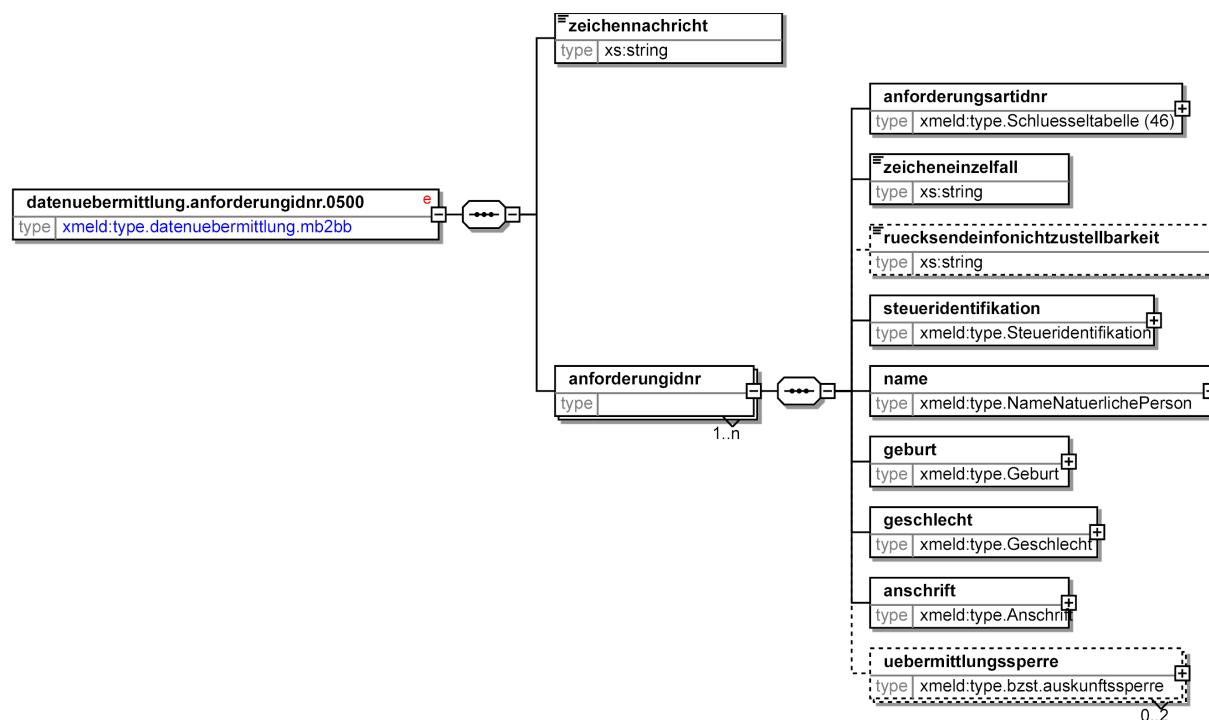 zeichennachricht
type xs:string
anforderungsartidnr
type xmeld:type.Schluesseltabelle (46)
zeicheneinzelfall
type xs:string
datenuebermittlung.anforderungidnr.0500 e
type xmeld:type.datenuebermittlung.mb2bb
ruecksendeinfonichtzustellbarkeit
type xs:string
steueridentifikation
type xmeld:type.Steueridentifikation
anforderungidnr
type
1..n
name
type xmeld:type.NameNatuerlichePerson
geburt
type xmeld:type.Geburt
geschlecht
type xmeld:type.Geschlecht
anschrift
type xmeld:type.Anschrift
uebermittlungssperre
type xmeld:type.bzst.auskunftssperre
0..2